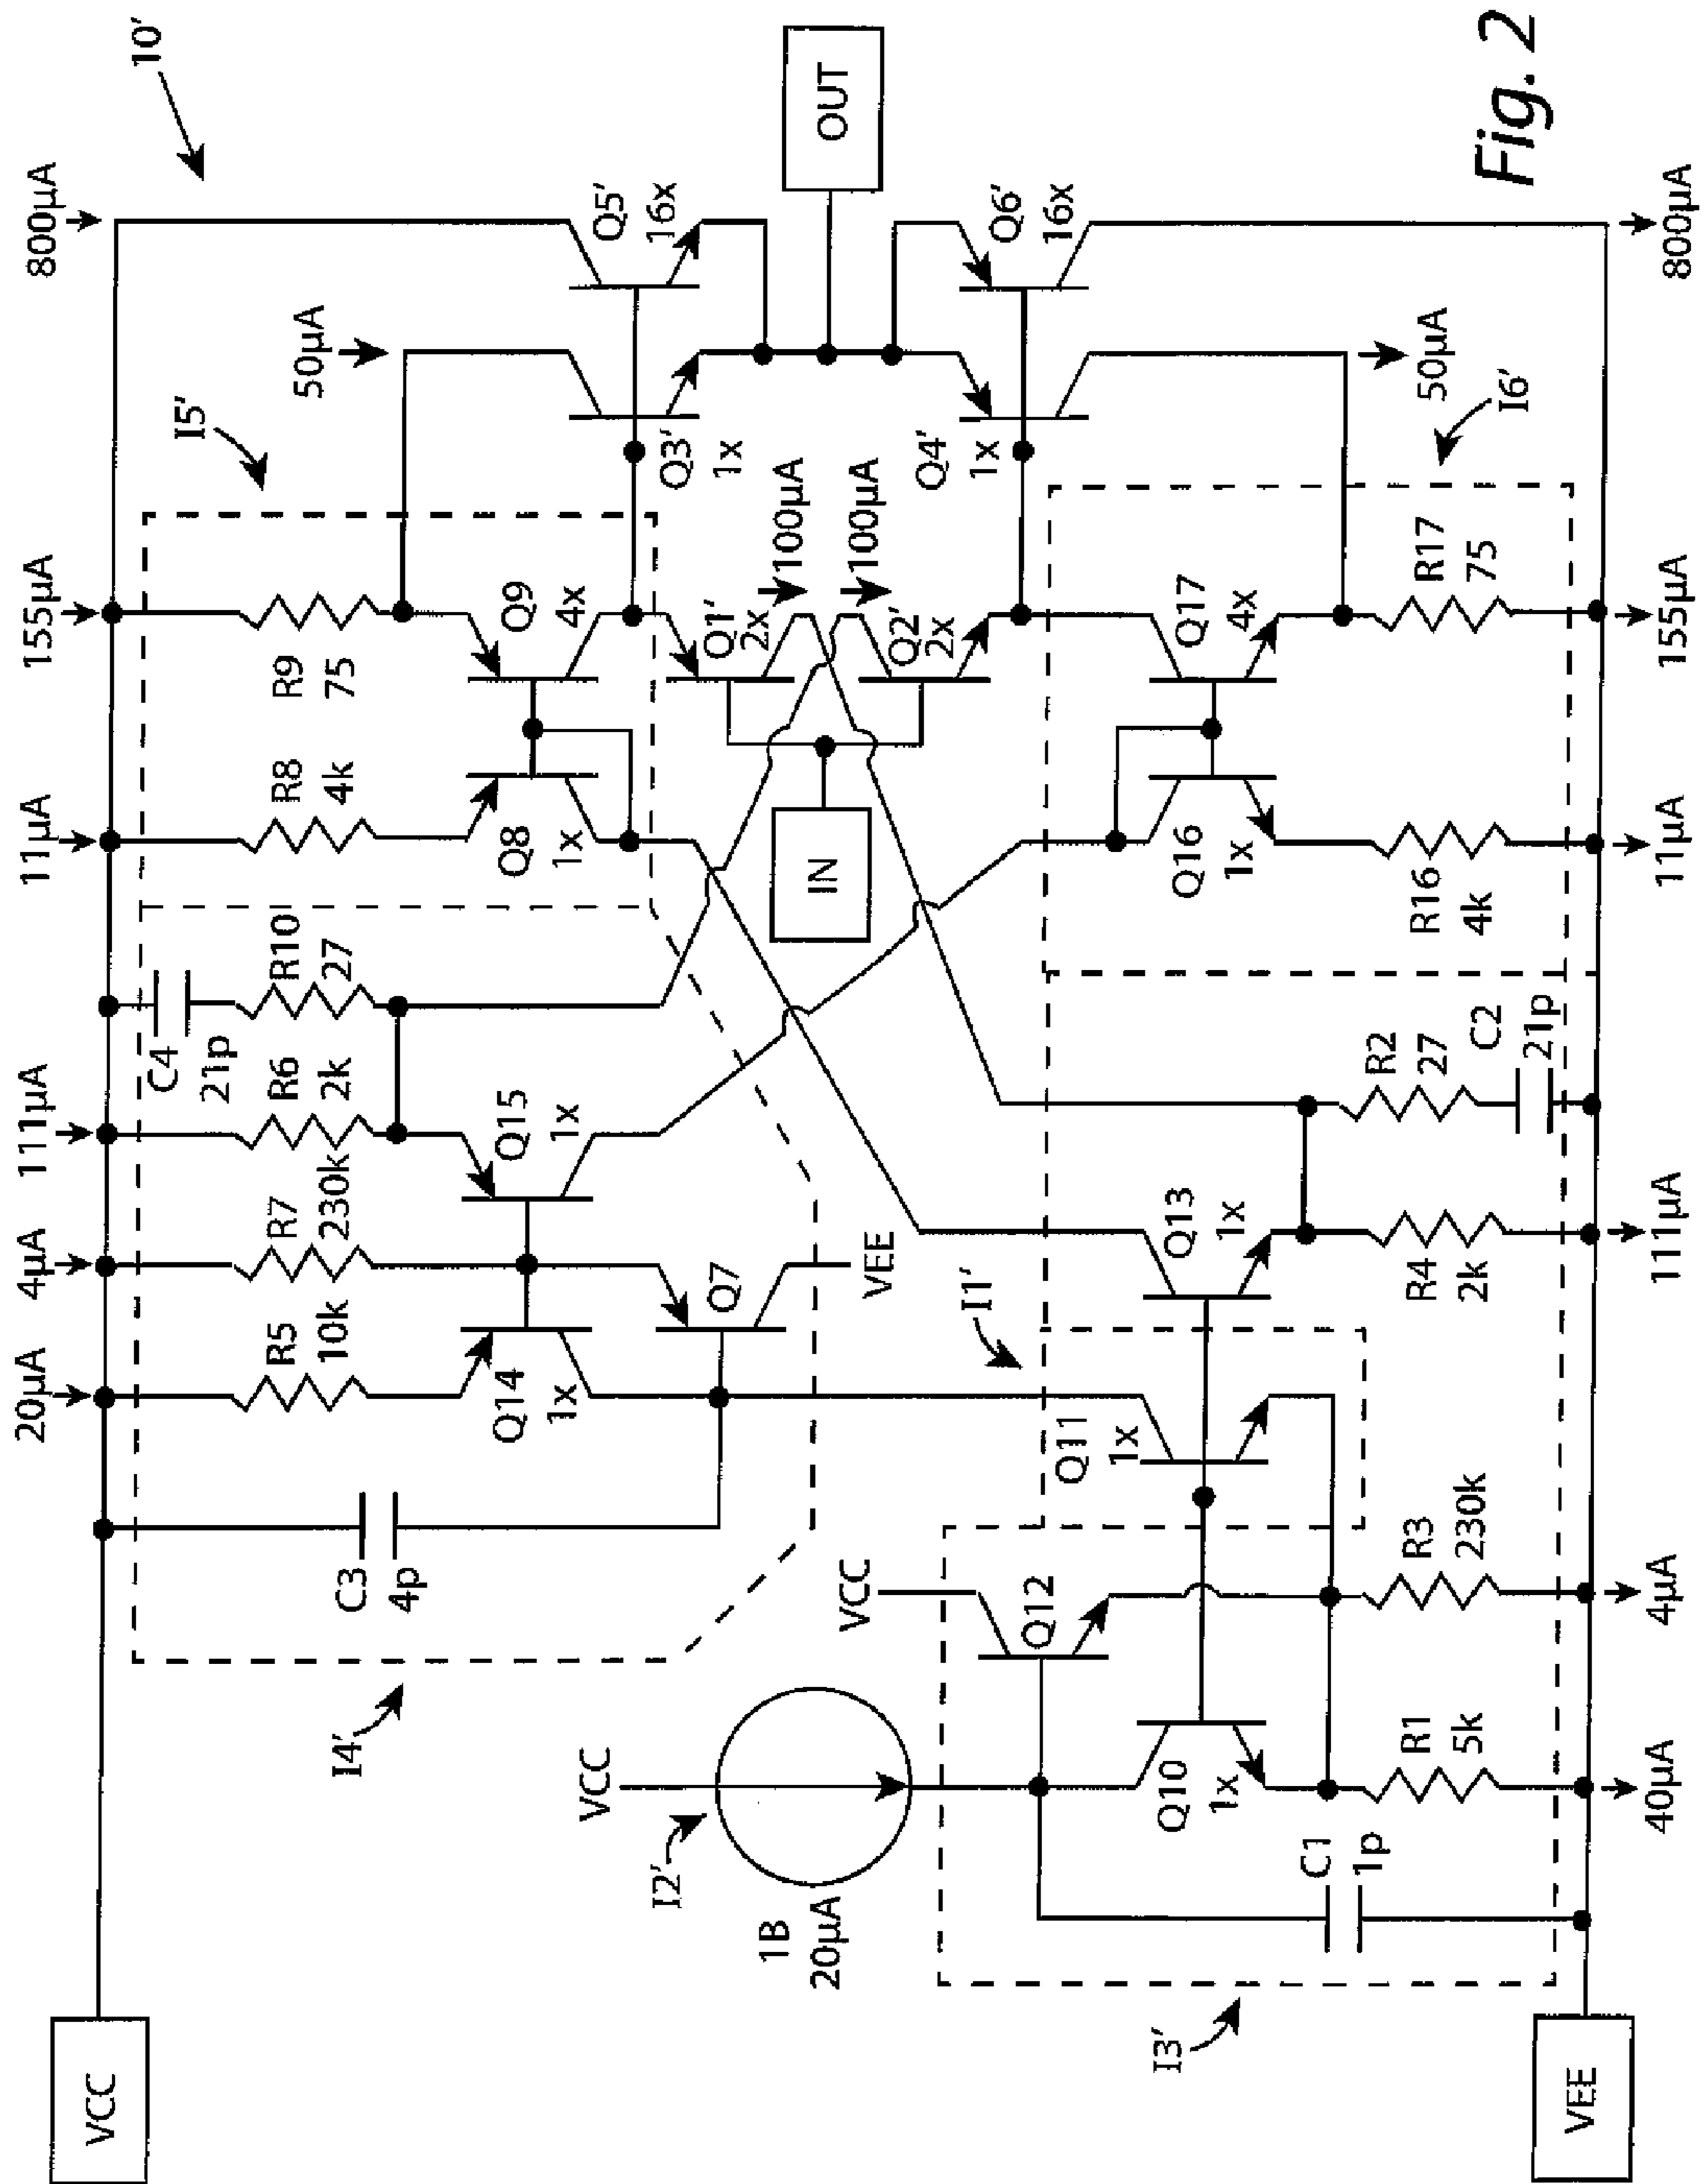 10'
20µA
4µA
111µA
11µA
155µA
800µA
VCC
I5'
50µA
C3
4p
R5
10k
R7
230k
R6
2k
C4
21p
R10
27
R8
4k
R9
75
Q14
1x
Q7
Q15
1x
Q8
1x
Q9
4x
Q3'
1x
Q5'
16x
I4'
VEE
Q1'
2x
100µA
OUT
IN
100µA
Q2'
2x
Q4'
1x
Q6'
16x
VCC
I2'
1B
20µA
VCC
Q12
I1'
Q11
1x
Q13
1x
Q16
1x
Q17
4x
Q10
1x
C1
1p
R1
5k
R3
230k
R4
2k
R2
27
C2
21p
R16
4k
R17
75
50µA
I6'
I3'
VEE
40µA
4µA
111µA
11µA
155µA
800µA
Fig. 2